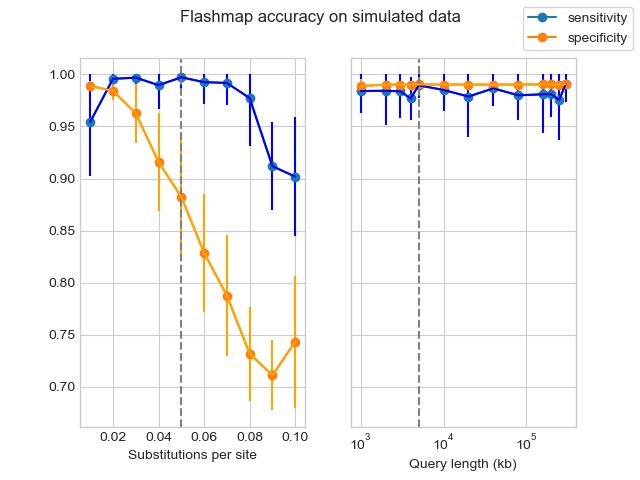 Flashmap accuracy on simulated data
sensitivity
specificity
1.00
0.95
0.90
0.85
0.80
0.75
0.70
0.02 0.04 0.06 0.08 0.10
Substitutions per site
10³ 10⁴ 10⁵
Query length (kb)